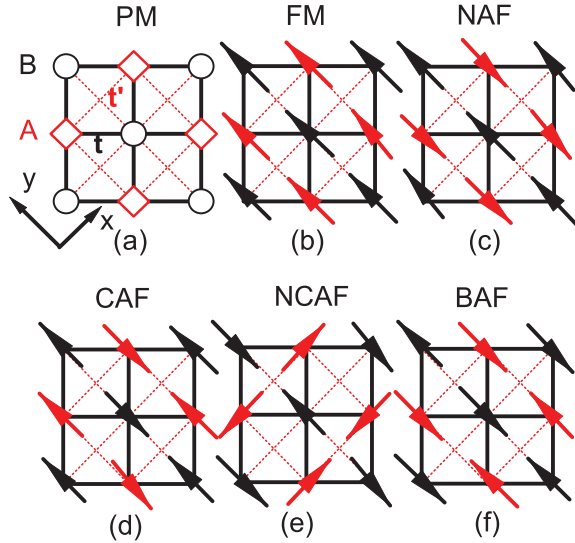 PM FM NAF
B
t'
A
t
y
x
(a) (b) (c)
CAF NCAF BAF
(d) (e) (f)